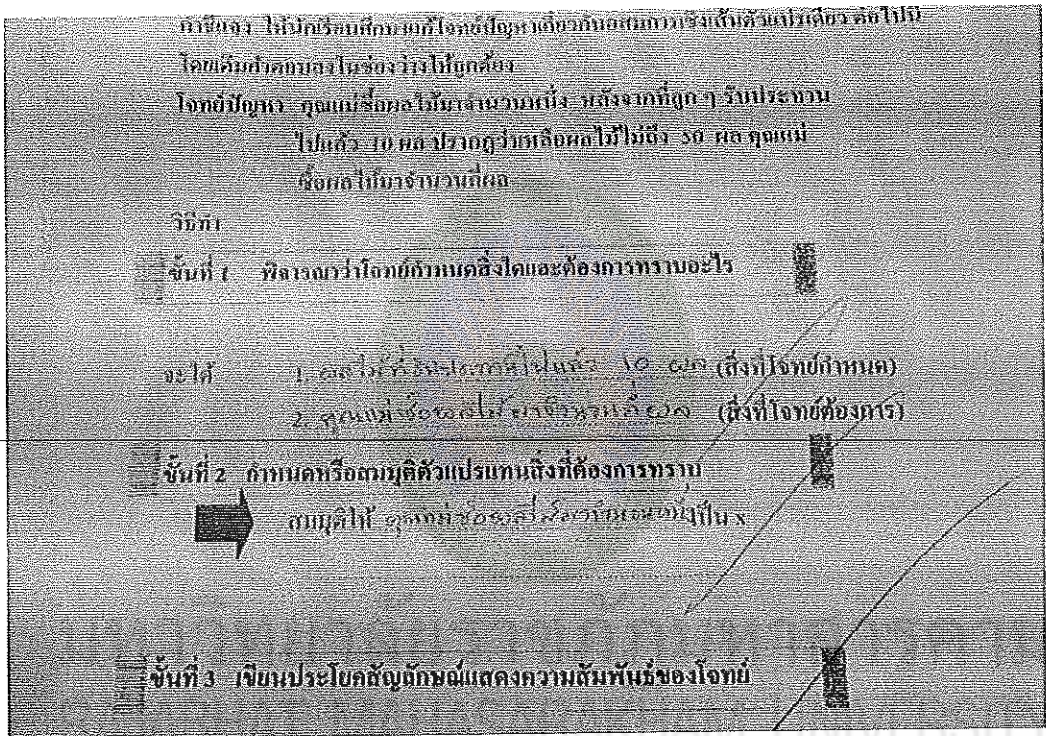 คำชี้แจง ให้นักเรียนศึกษาแก้โจทย์ปัญหาเกี่ยวกับอสมการเชิงเส้นตัวแปรเดียว ต่อไปนี้
โดยเติมคำตอบลงในช่องว่างให้ถูกต้อง
โจทย์ปัญหา คุณแม่ซื้อผลไม้มาจำนวนหนึ่ง หลังจากที่ลูก ๆ รับประทาน
ไปแล้ว 10 ผล ปรากฏว่าเหลือผลไม้ไม่ถึง 50 ผล คุณแม่
ซื้อผลไม้มาจำนวนกี่ผล
วิธีทำ
ขั้นที่ 1 พิจารณาว่าโจทย์กำหนดสิ่งใดและต้องการทราบอะไร
จะได้ 1. ผลไม้ที่รับประทานไปแล้ว 10 ผล (สิ่งที่โจทย์กำหนด)
2. คุณแม่ซื้อผลไม้มาจำนวนกี่ผล (สิ่งที่โจทย์ต้องการ)
ขั้นที่ 2 กำหนดหรือสมมุติตัวแปรแทนสิ่งที่ต้องการทราบ
สมมุติให้ คุณแม่ซื้อผลไม้มา เป็น x
ขั้นที่ 3 เขียนประโยคสัญลักษณ์แสดงความสัมพันธ์ของโจทย์